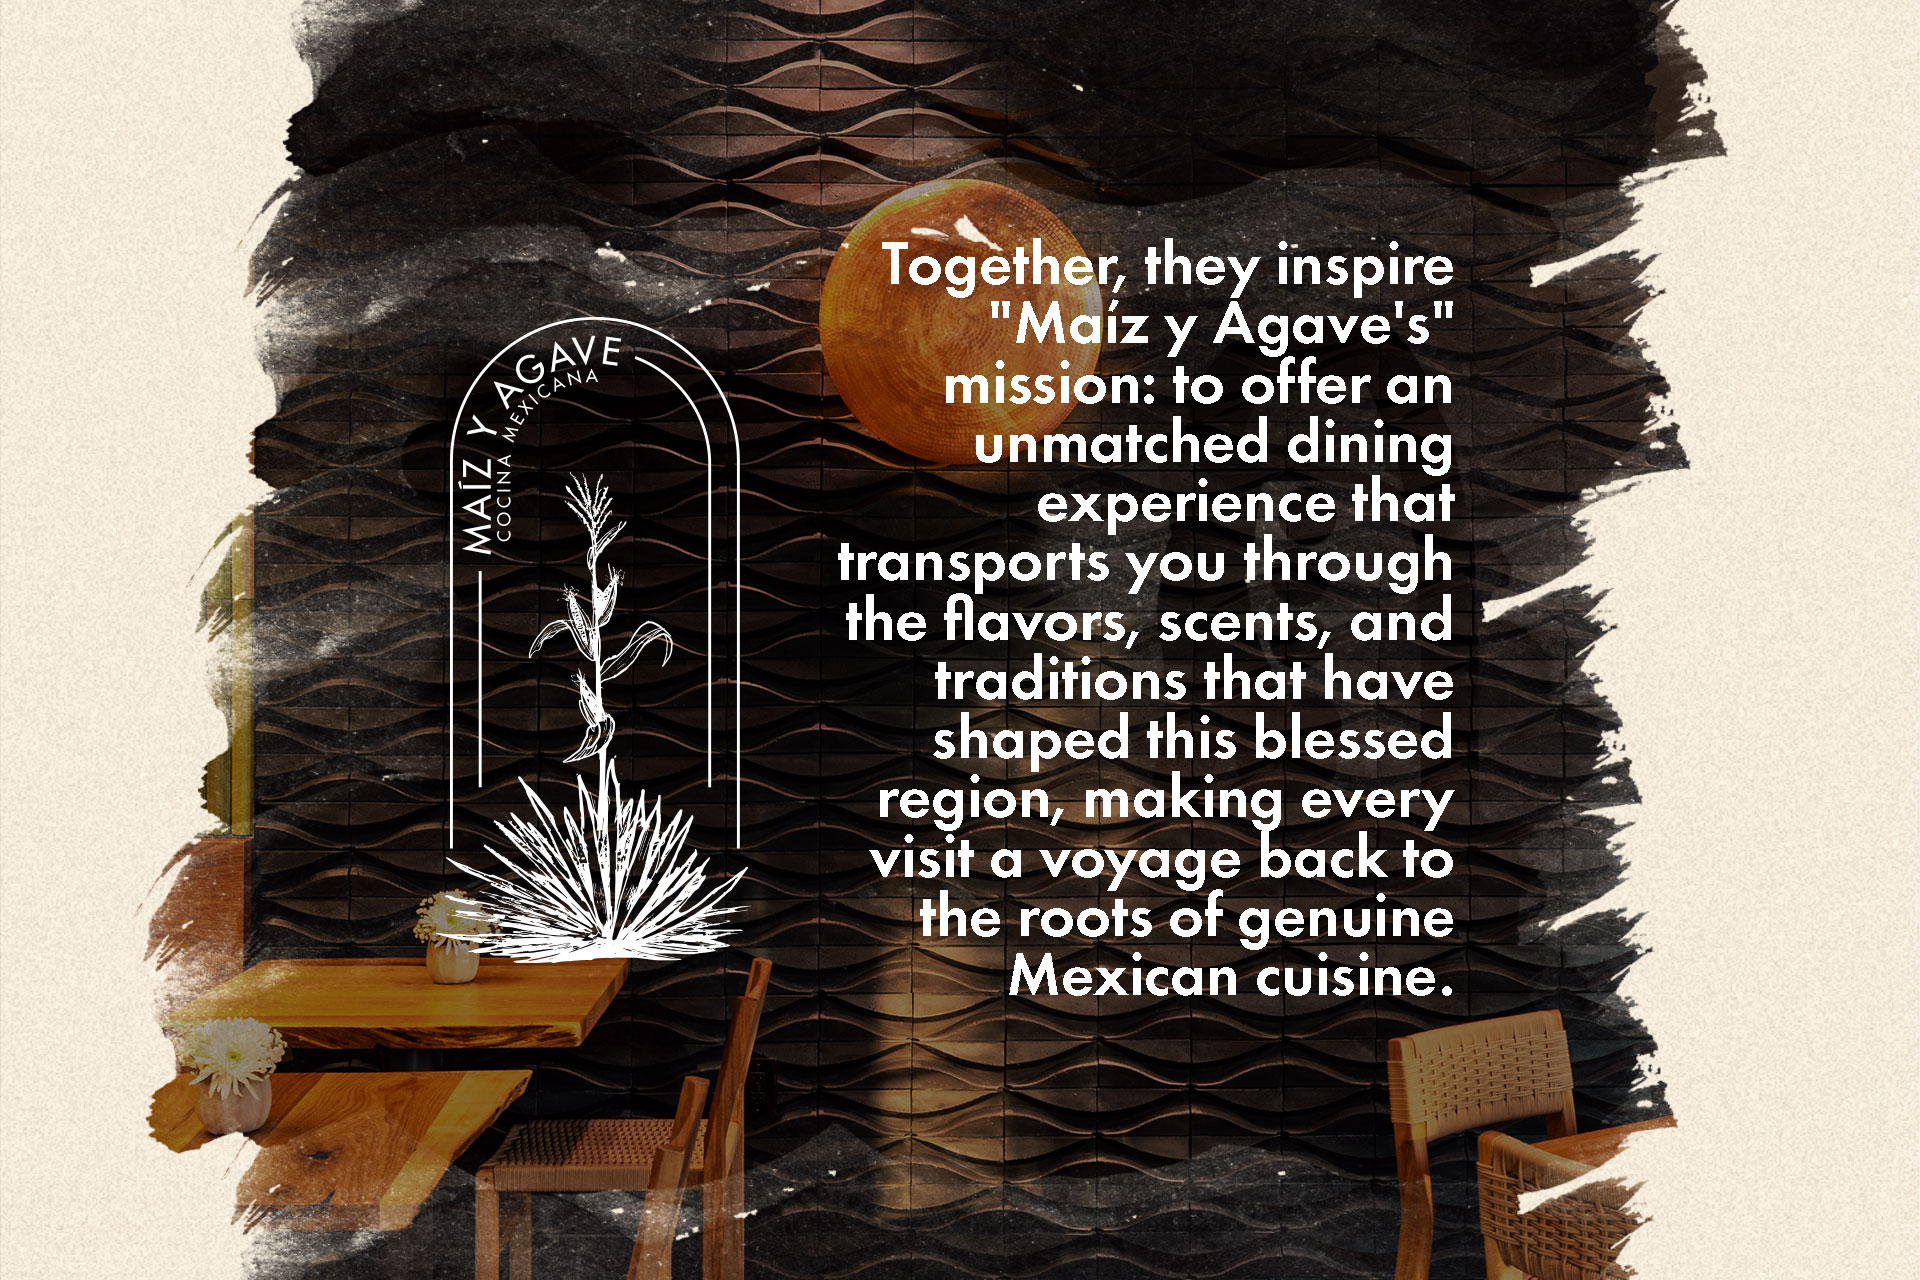 MAÍZ Y AGAVE
COCINA MEXICANA
Together, they inspire
"Maíz y Agave's"
mission: to offer an
unmatched dining
experience that
transports you through
the flavors, scents, and
traditions that have
shaped this blessed
region, making every
visit a voyage back to
the roots of genuine
Mexican cuisine.